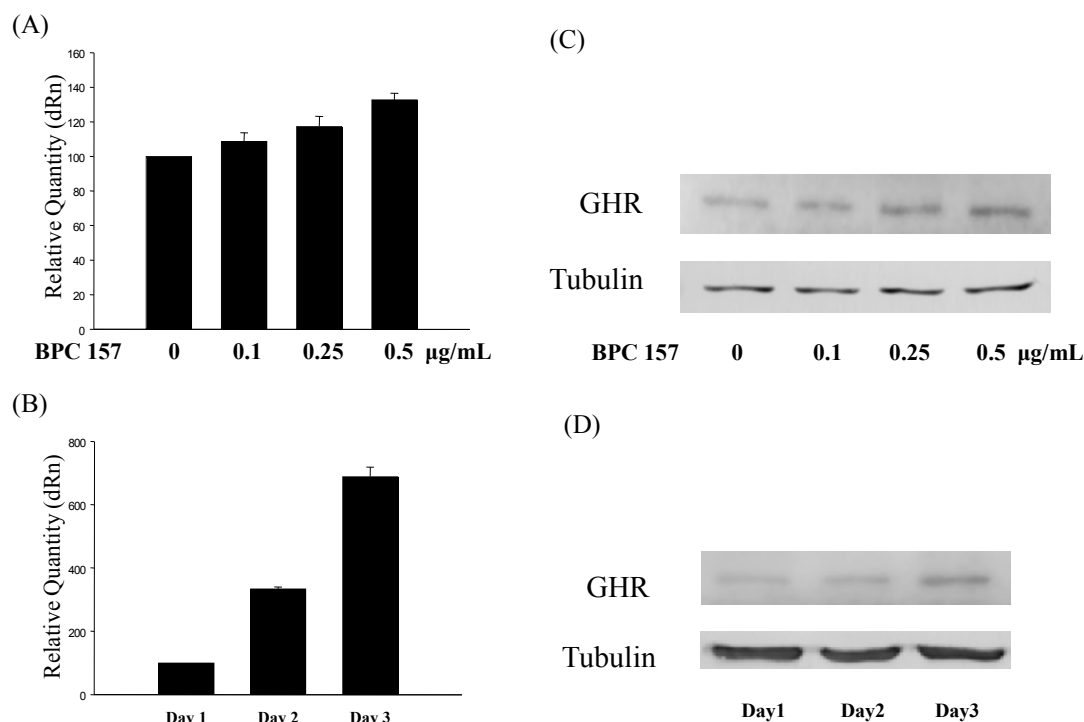 (A)
Relative Quantity (dRn)
160
140
120
100
80
60
40
20
0
BPC 157 0 0.1 0.25 0.5 µg/mL
(B)
Relative Quantity (dRn)
800
600
400
200
0
Day 1 Day 2 Day 3
(C)
GHR
Tubulin
BPC 157 0 0.1 0.25 0.5 µg/mL
(D)
GHR
Tubulin
Day1 Day2 Day3